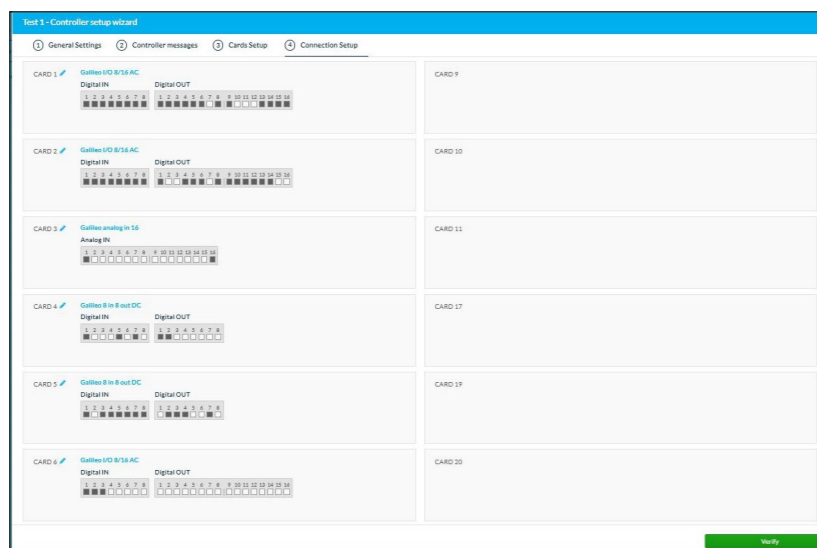 Test 1 - Controller setup wizard
1 General Settings 2 Controller messages 3 Cards Setup 4 Connection Setup
CARD 1 Galileo I/O 8/16 AC
Digital IN Digital OUT
1 2 3 4 5 6 7 8 1 2 3 4 5 6 7 8 9 10 11 12 13 14 15 16
CARD 9
CARD 2 Galileo I/O 8/16 AC
Digital IN Digital OUT
1 2 3 4 5 6 7 8 1 2 3 4 5 6 7 8 9 10 11 12 13 14 15 16
CARD 10
CARD 3 Galileo analog in 16
Analog IN
1 2 3 4 5 6 7 8 9 10 11 12 13 14 15 16
CARD 11
CARD 4 Galileo 8 in 8 out DC
Digital IN Digital OUT
1 2 3 4 5 6 7 8 1 2 3 4 5 6 7 8
CARD 17
CARD 5 Galileo 8 in 8 out DC
Digital IN Digital OUT
1 2 3 4 5 6 7 8 1 2 3 4 5 6 7 8
CARD 19
CARD 6 Galileo I/O 8/16 AC
Digital IN Digital OUT
1 2 3 4 5 6 7 8 1 2 3 4 5 6 7 8 9 10 11 12 13 14 15 16
CARD 20
Verify